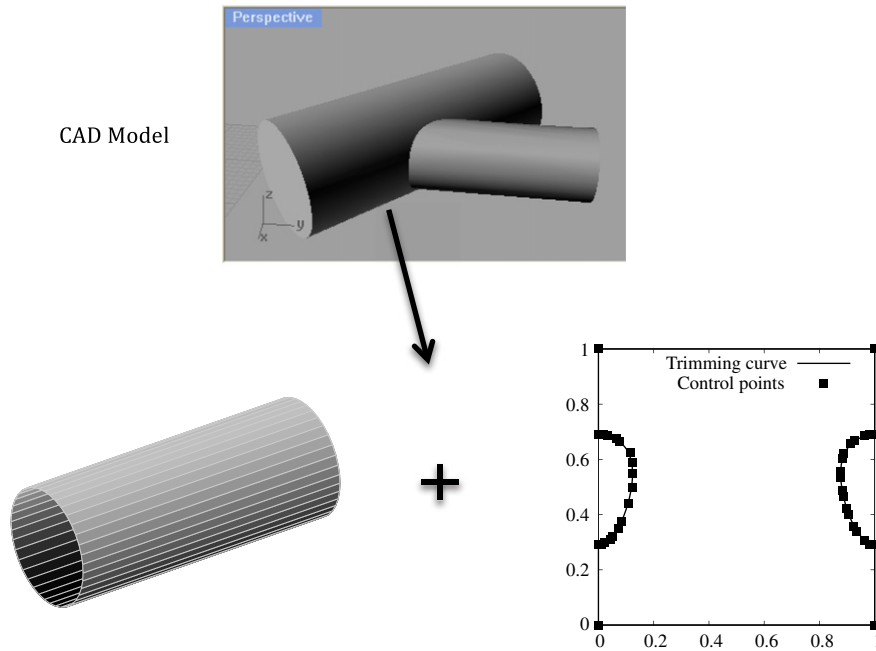 Perspective
CAD Model
z
y
x
Trimming curve
Control points
1
0.8
0.6
0.4
0.2
0
0 0.2 0.4 0.6 0.8